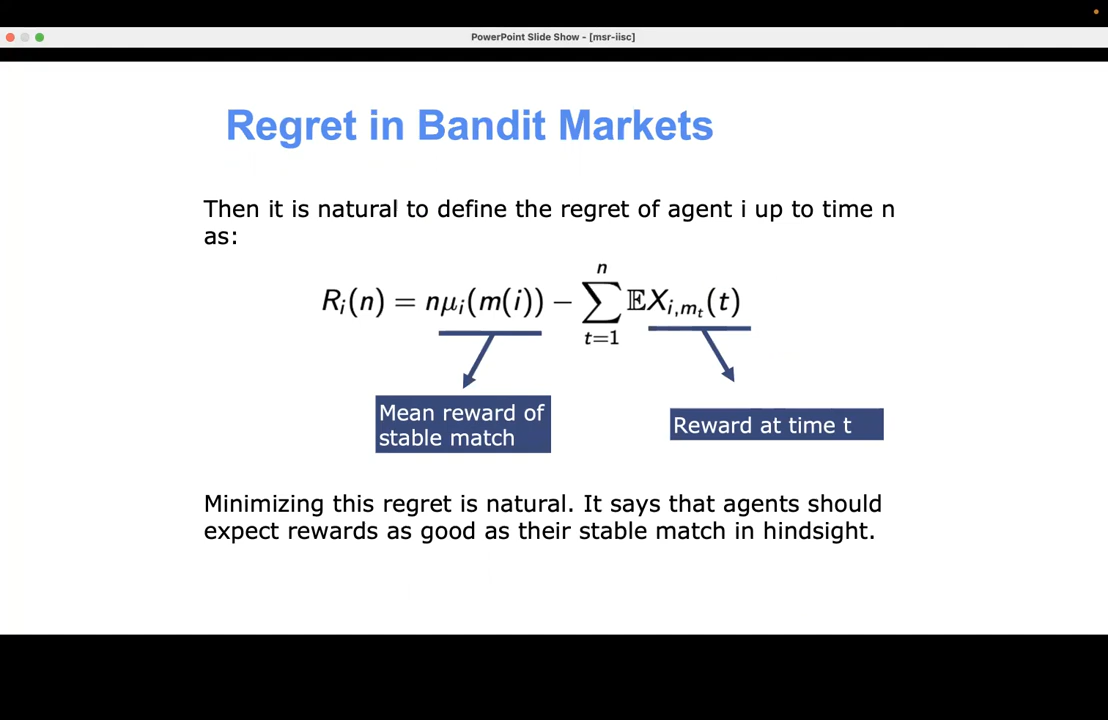 PowerPoint Slide Show - [msr-iisc]
Regret in Bandit Markets
Then it is natural to define the regret of agent i up to time n
as:
R_i(n) = nμ_i(m(i)) − ∑_{t=1}^{n} 𝔼X_{i,m_t}(t)
Mean reward of
stable match
Reward at time t
Minimizing this regret is natural. It says that agents should
expect rewards as good as their stable match in hindsight.